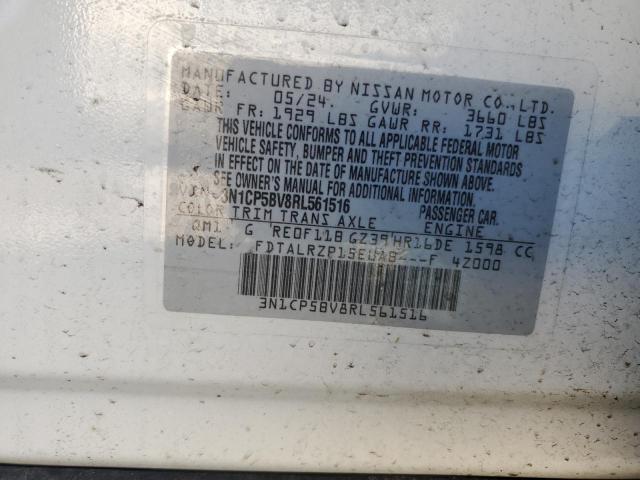 MANUFACTURED BY NISSAN MOTOR CO., LTD.
DATE: 05/24 GVWR: 3660 LBS
GAWR FR: 1929 LBS GAWR RR: 1731 LBS
THIS VEHICLE CONFORMS TO ALL APPLICABLE FEDERAL MOTOR
VEHICLE SAFETY, BUMPER AND THEFT PREVENTION STANDARDS
IN EFFECT ON THE DATE OF MANUFACTURE SHOWN ABOVE.
SEE OWNER'S MANUAL FOR ADDITIONAL INFORMATION.
VIN 3N1CP5BV8RL561516 PASSENGER CAR.
COLOR TRIM TRANS AXLE ENGINE
QM1 G RE0F11B GZ39 HR16DE 1598 CC
MODEL: 4Z000
3N1CP5BV8RL561516